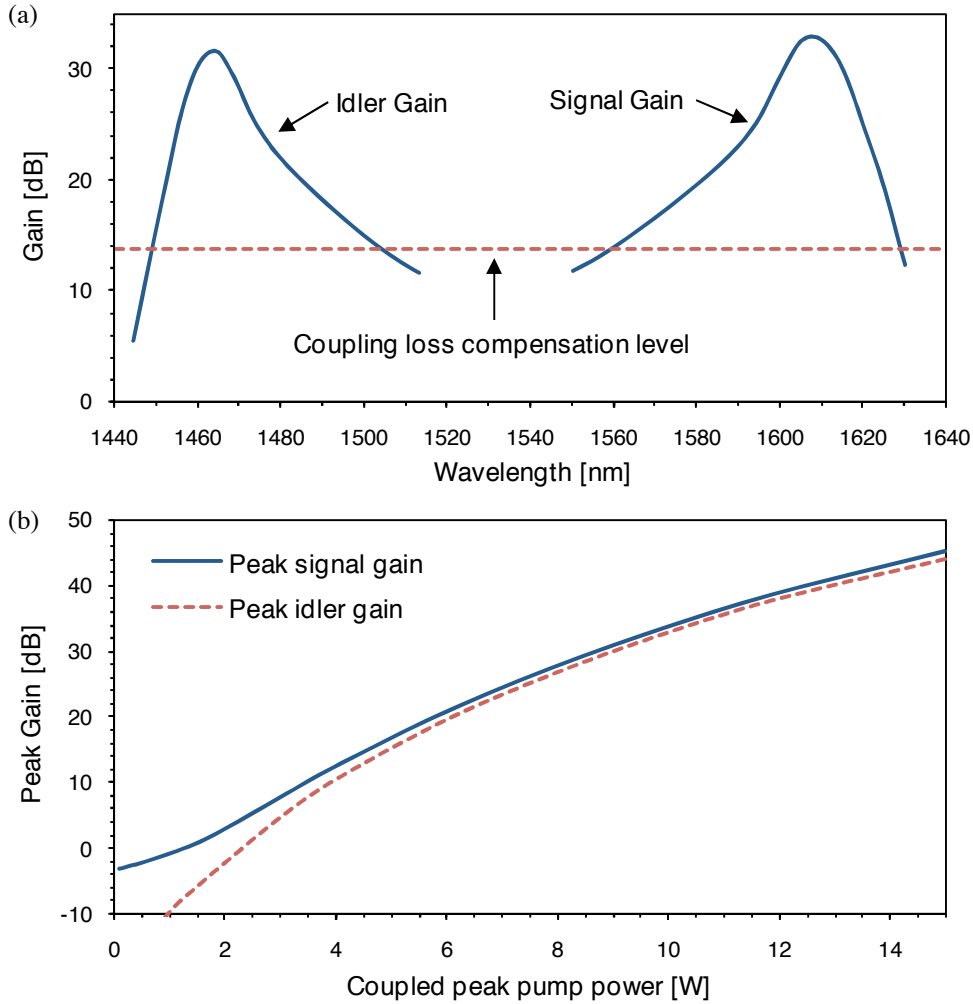 (a)
30
20
10
0
Gain [dB]
Idler Gain
Signal Gain
Coupling loss compensation level
1440 1460 1480 1500 1520 1540 1560 1580 1600 1620 1640
Wavelength [nm]
(b)
50
40
30
20
10
0
-10
Peak Gain [dB]
Peak signal gain
Peak idler gain
0 2 4 6 8 10 12 14
Coupled peak pump power [W]